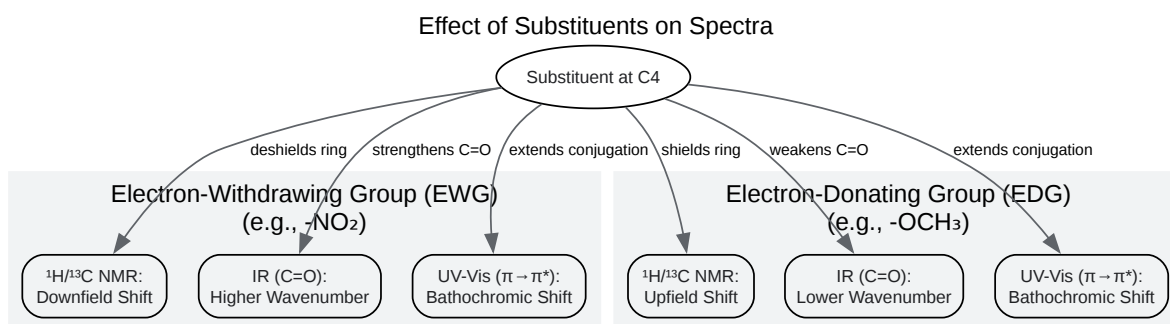 Effect of Substituents on Spectra
Substituent at C4
deshields ring
strengthens C=O
extends conjugation
shields ring
weakens C=O
extends conjugation
Electron-Withdrawing Group (EWG)
(e.g., -NO₂)
Electron-Donating Group (EDG)
(e.g., -OCH₃)
¹H/¹³C NMR:
Downfield Shift
IR (C=O):
Higher Wavenumber
UV-Vis (π→π*):
Bathochromic Shift
¹H/¹³C NMR:
Upfield Shift
IR (C=O):
Lower Wavenumber
UV-Vis (π→π*):
Bathochromic Shift